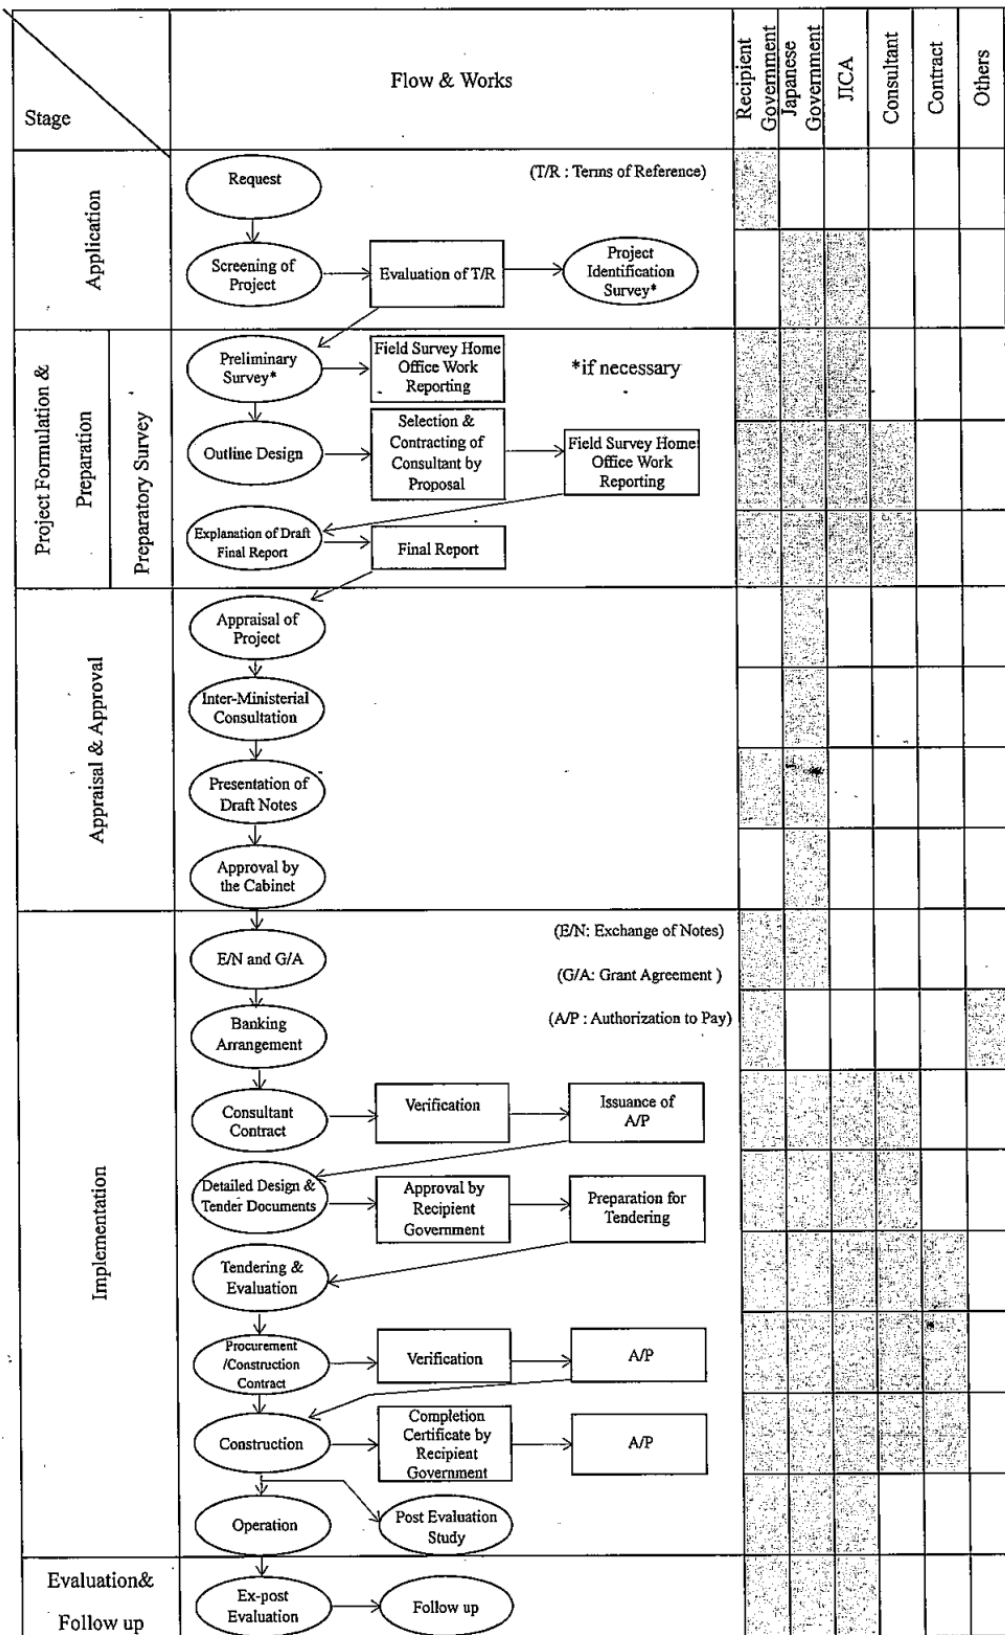 Stage
Flow & Works
Recipient
Government
Japanese
Government
JICA
Consultant
Contract
Others
Application
Request
(T/R : Terms of Reference)
Screening of
Project
Evaluation of T/R
Project
Identification
Survey*
Project Formulation &
Preparation
Preparatory Survey
Preliminary
Survey*
Field Survey Home
Office Work
Reporting
*if necessary
Outline Design
Selection &
Contracting of
Consultant by
Proposal
Field Survey Home
Office Work
Reporting
Explanation of Draft
Final Report
Final Report
Appraisal & Approval
Appraisal of
Project
Inter-Ministerial
Consultation
Presentation of
Draft Notes
Approval by
the Cabinet
Implementation
E/N and G/A
(E/N: Exchange of Notes)
(G/A: Grant Agreement )
Banking
Arrangement
(A/P : Authorization to Pay)
Consultant
Contract
Verification
Issuance of
A/P
Detailed Design &
Tender Documents
Approval by
Recipient
Government
Preparation for
Tendering
Tendering &
Evaluation
Procurement
/Construction
Contract
Verification
A/P
Construction
Completion
Certificate by
Recipient
Government
A/P
Operation
Post Evaluation
Study
Evaluation&
Follow up
Ex-post
Evaluation
Follow up